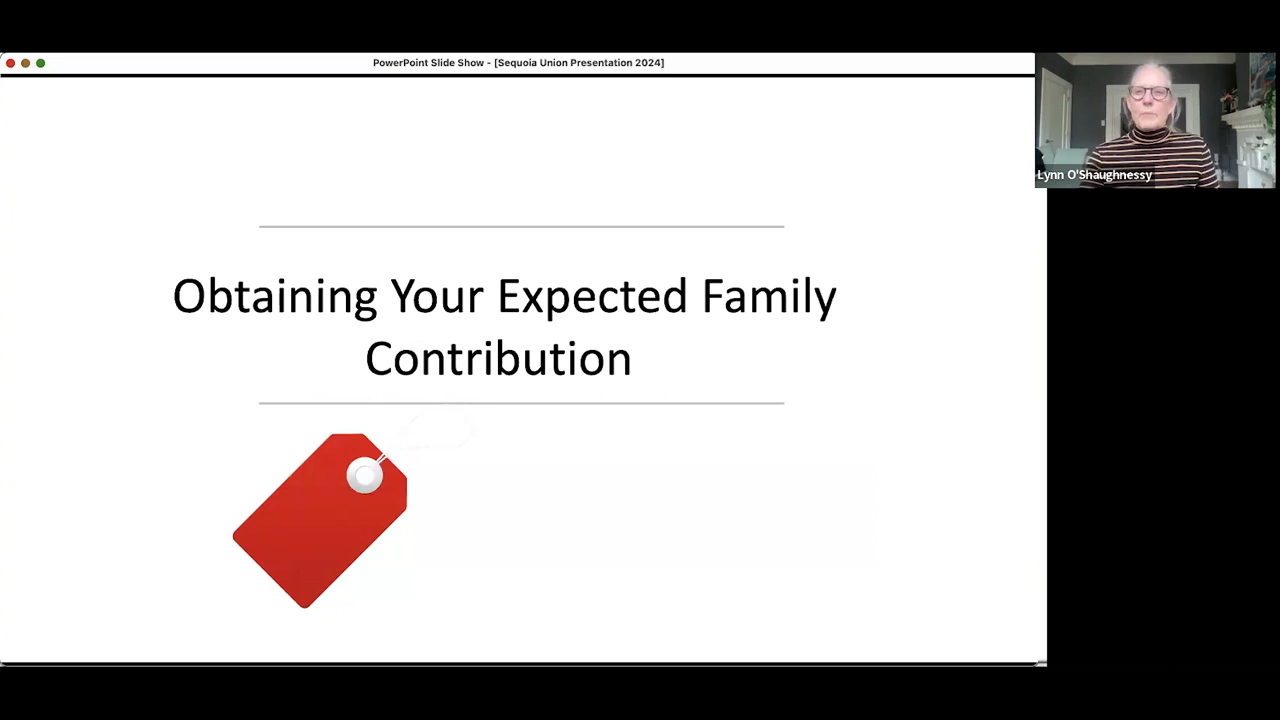 PowerPoint Slide Show - [Sequoia Union Presentation 2024]
Lynn O'Shaughnessy
Obtaining Your Expected Family
Contribution